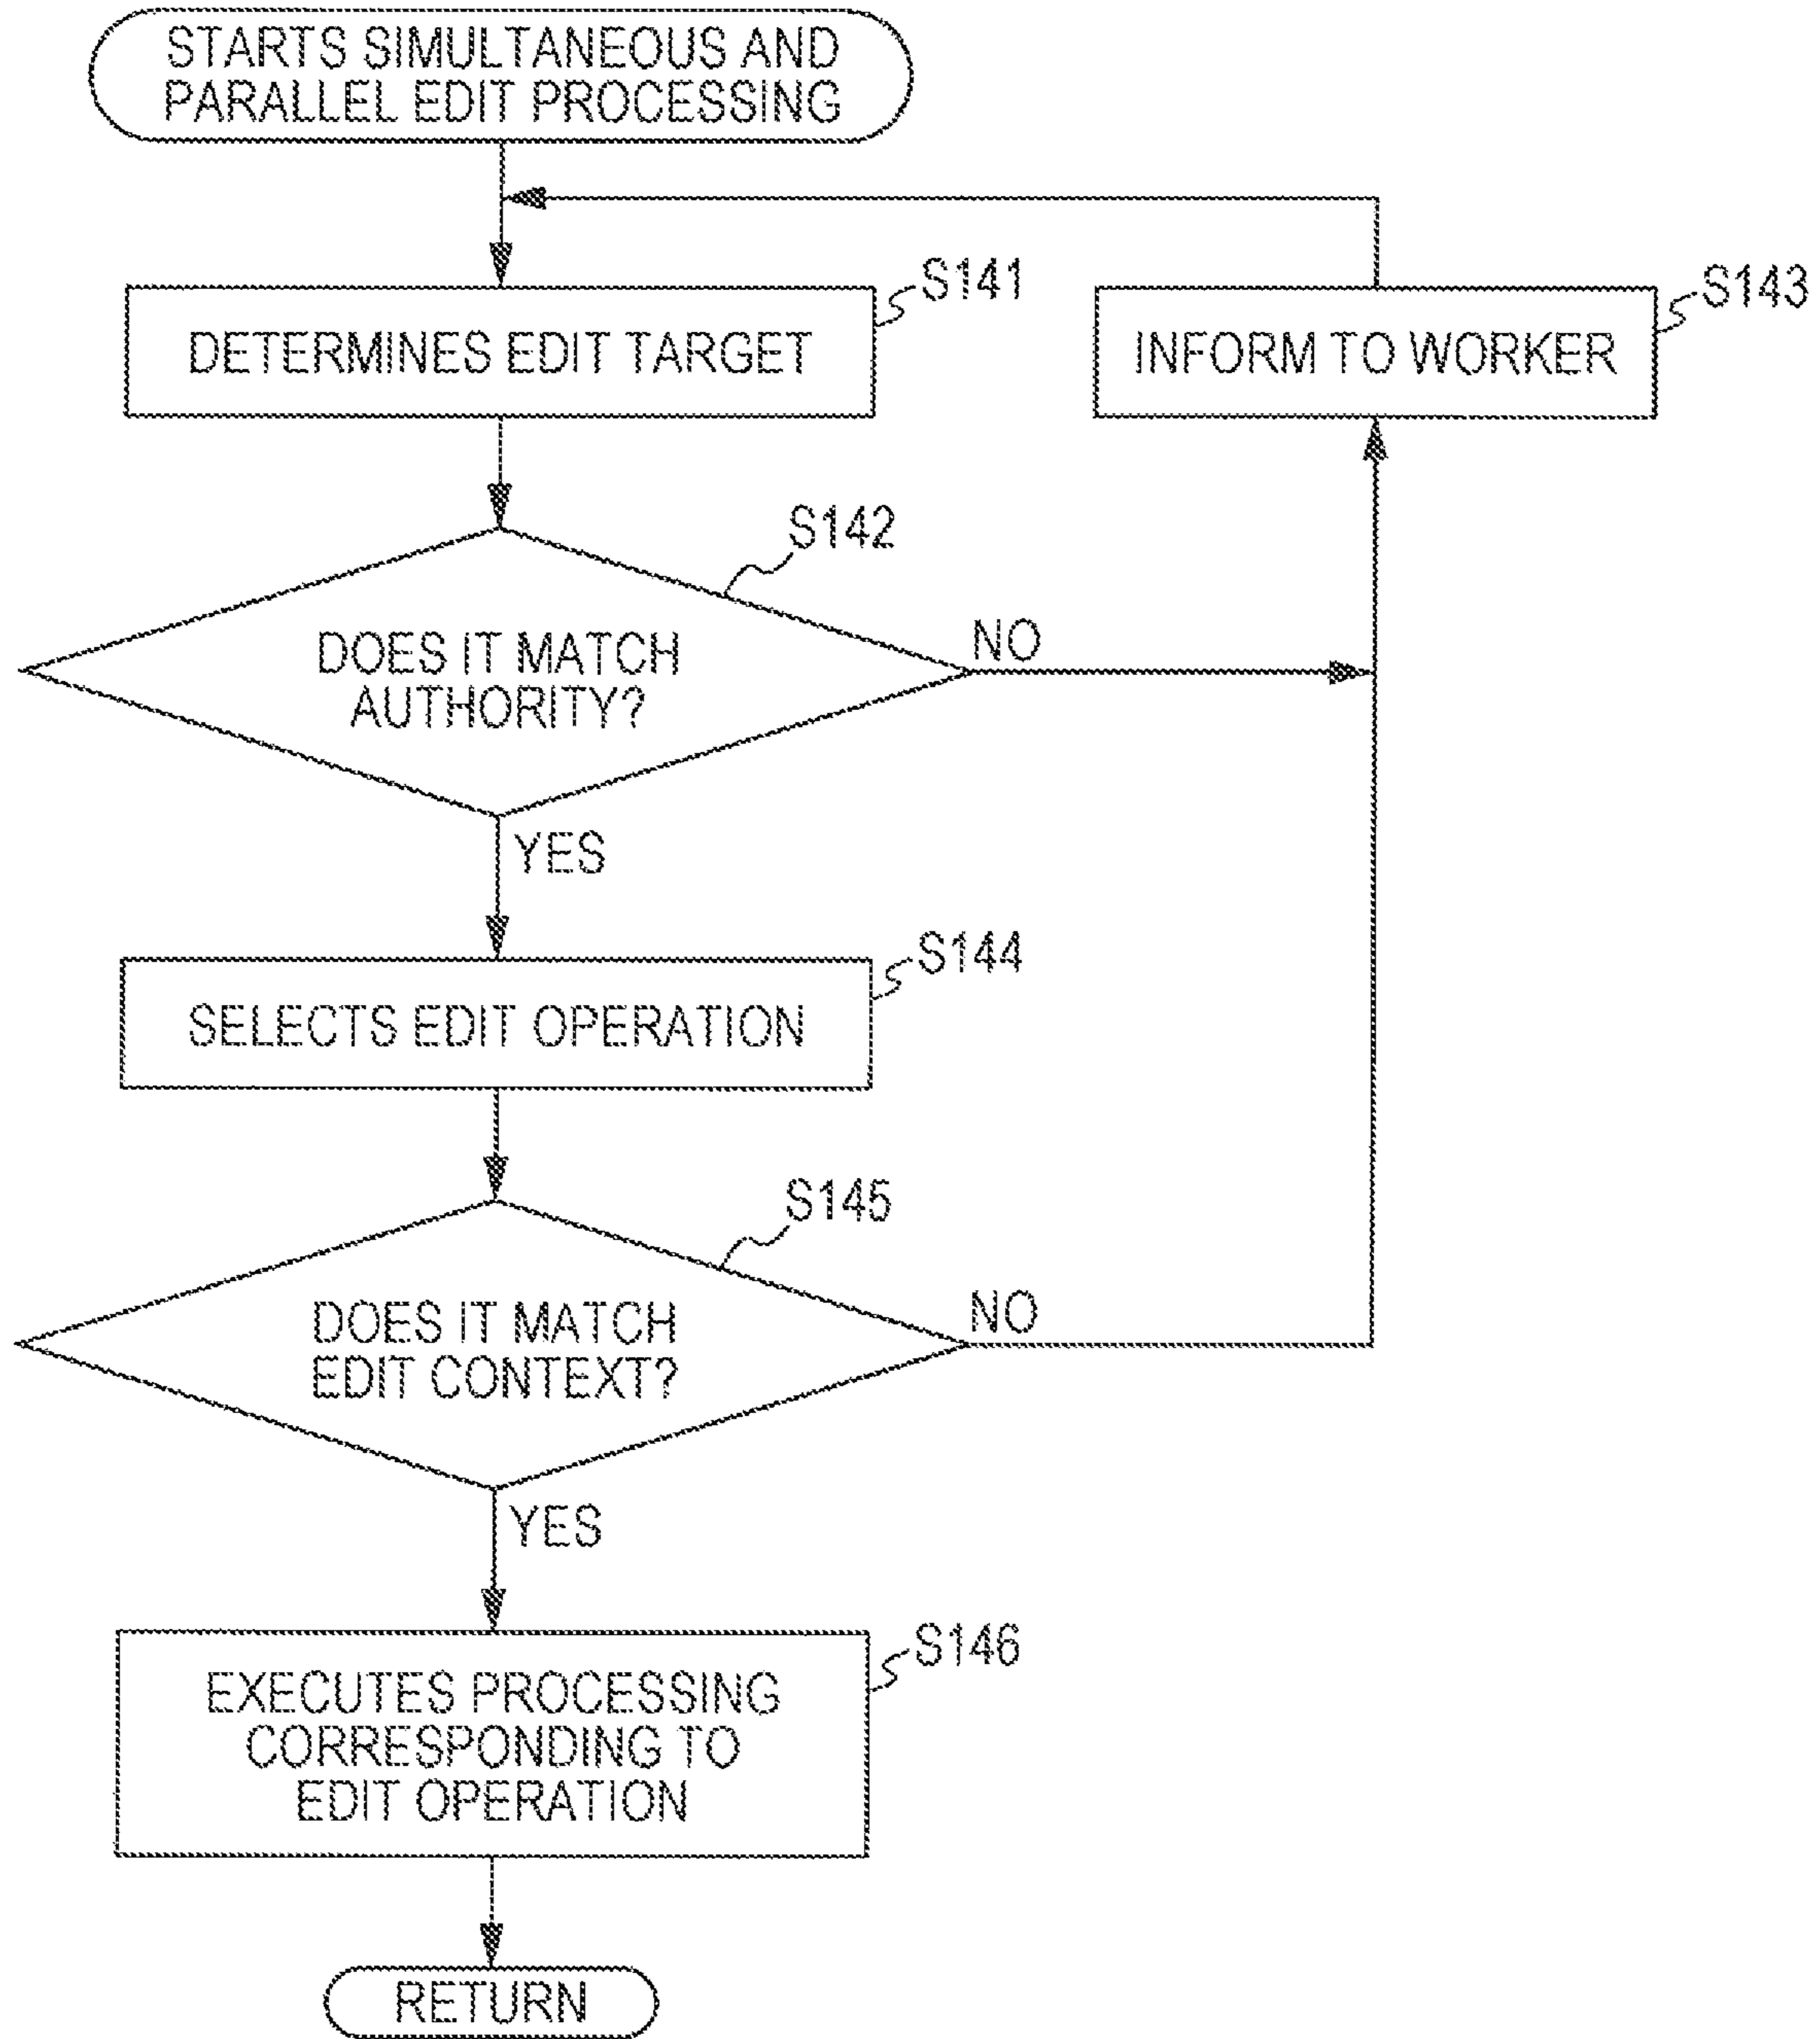 STARTS SIMULTANEOUS AND
PARALLEL EDIT PROCESSING
S141
DETERMINES EDIT TARGET
S143
INFORM TO WORKER
S142
DOES IT MATCH
AUTHORITY?
NO
YES
S144
SELECTS EDIT OPERATION
S145
DOES IT MATCH
EDIT CONTEXT?
NO
YES
S146
EXECUTES PROCESSING
CORRESPONDING TO
EDIT OPERATION
RETURN